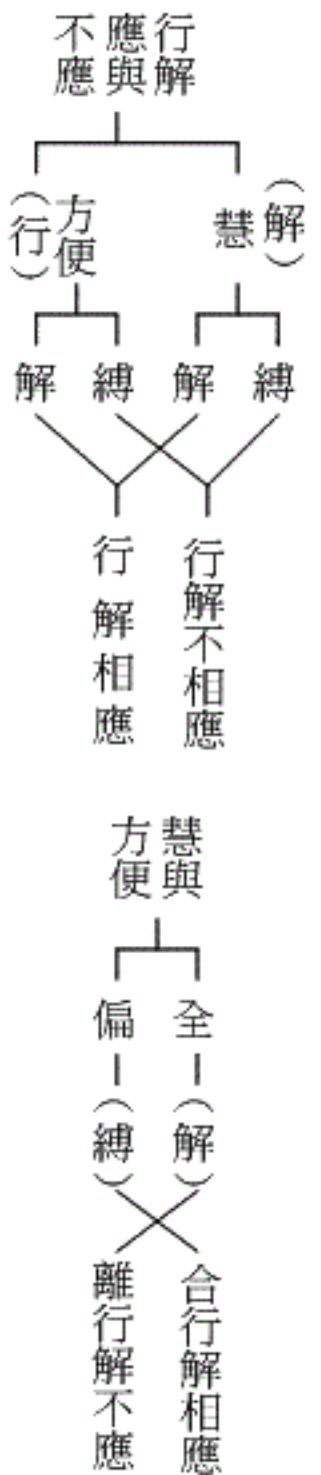 行解
應與
不應
（解）
慧
方便
（行）
縛
解
縛
解
行解不相應
行解相應
慧與
方便
全
偏
（解）
（縛）
合行解相應
離行解不應